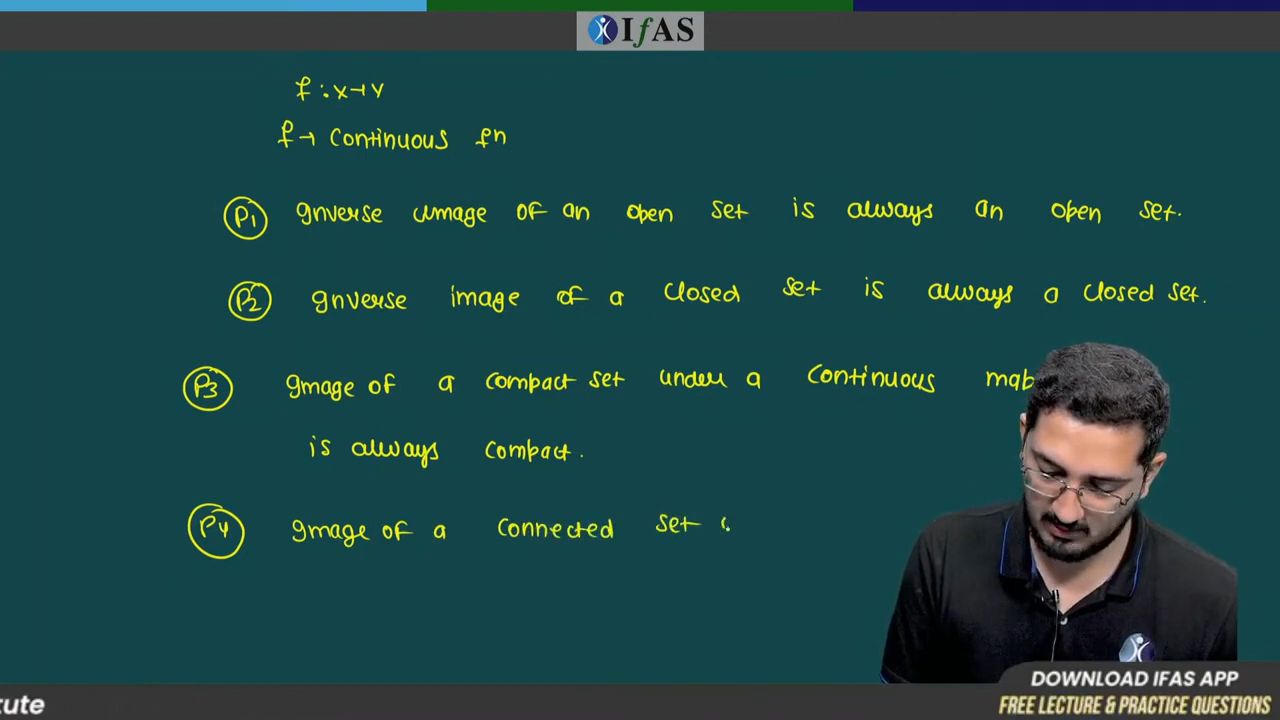 IfAS
f : X → Y
f → Continuous fn
P1 Inverse image of an open set is always an open set.
P2 Inverse image of a closed set is always a closed set.
P3 Image of a compact set under a continuous map
is always compact.
P4 Image of a connected set
DOWNLOAD IFAS APP
FREE LECTURE & PRACTICE QUESTIONS
tute